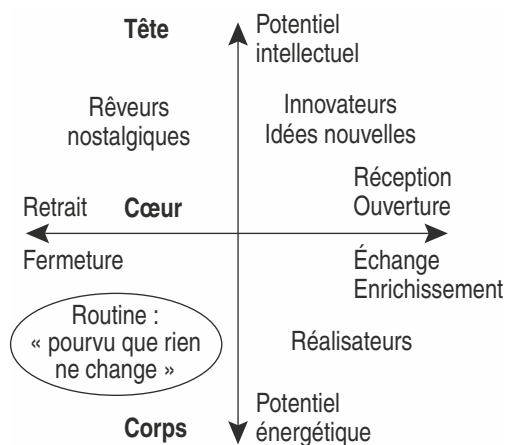 Tête
Potentiel
intellectuel
Rêveurs
nostalgiques
Innovateurs
Idées nouvelles
Retrait
Cœur
Réception
Ouverture
Fermeture
Échange
Enrichissement
Routine :
« pourvu que rien
ne change »
Réalisateurs
Corps
Potentiel
énergétique